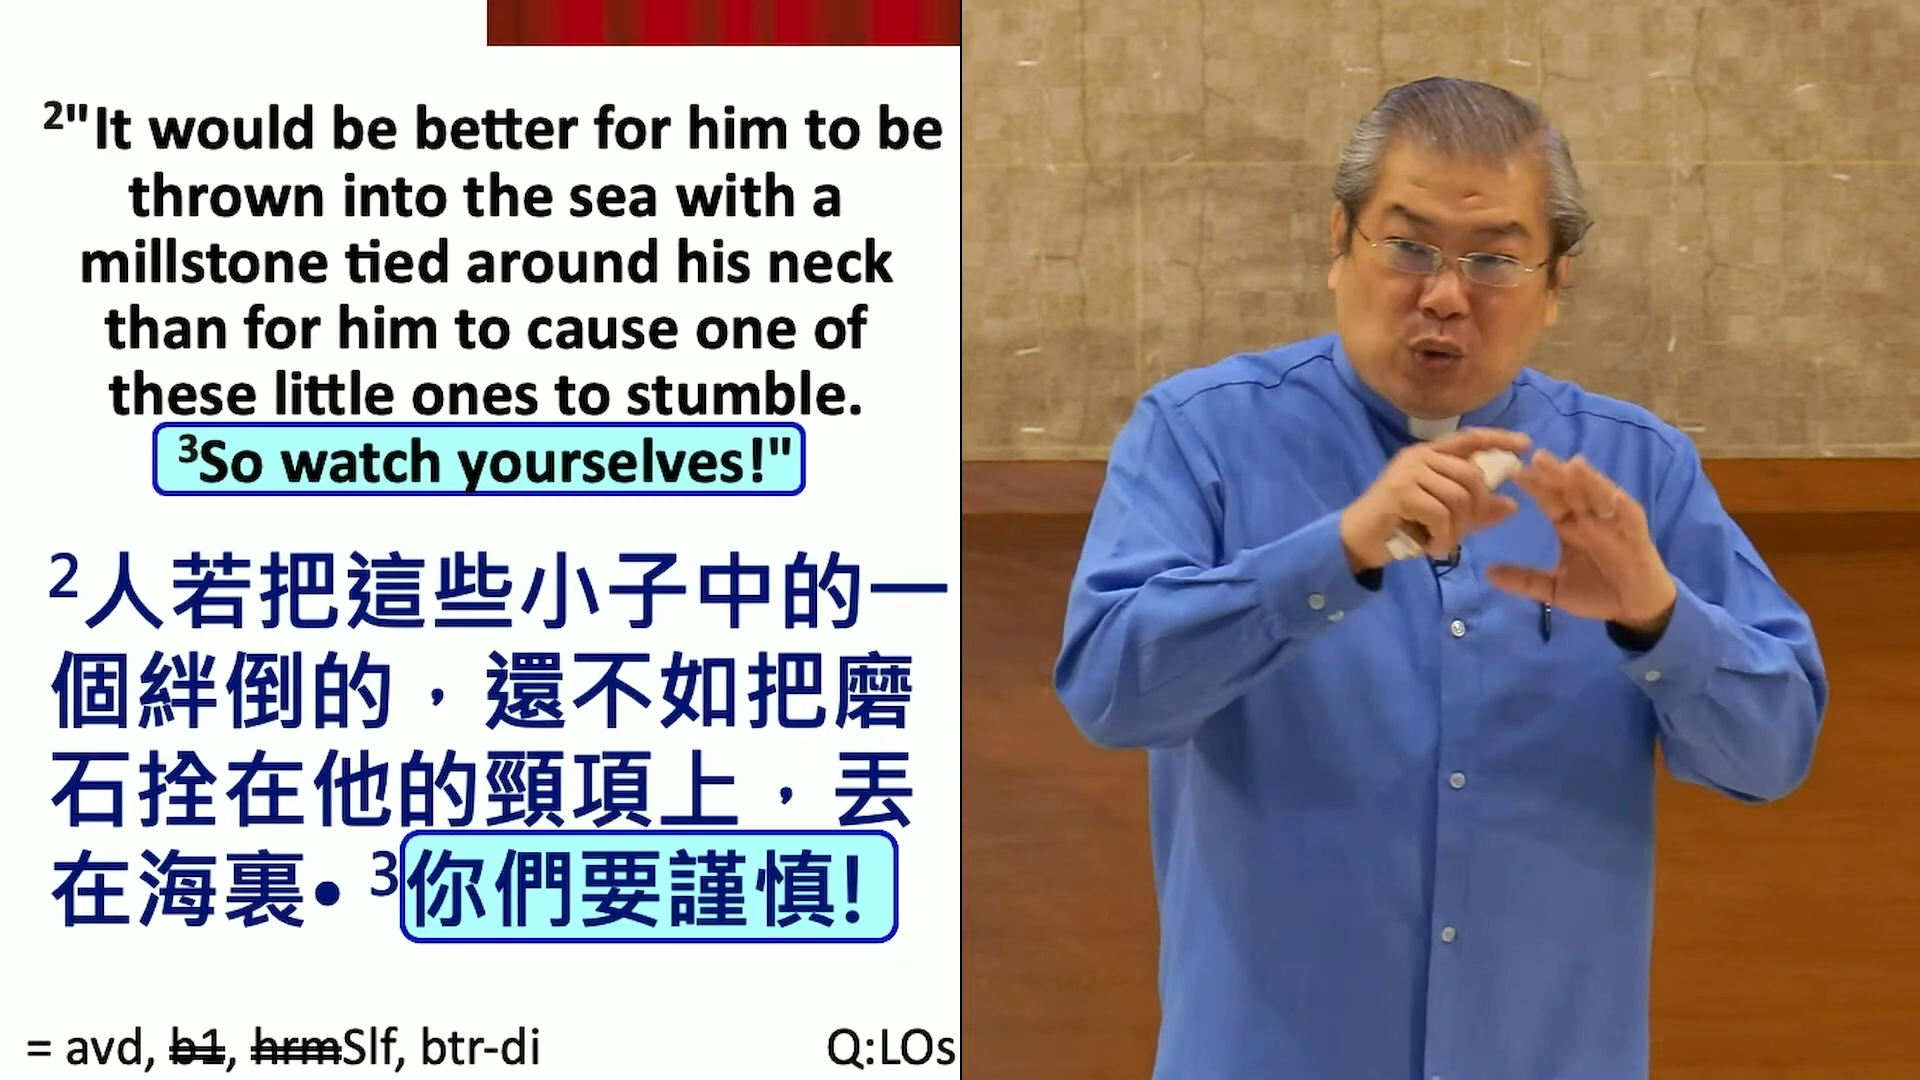 ²"It would be better for him to be
thrown into the sea with a
millstone tied around his neck
than for him to cause one of
these little ones to stumble.
³So watch yourselves!"
²人若把這些小子中的一
個絆倒的，還不如把磨
石拴在他的頸項上，丟
在海裏• ³你們要謹慎!
= avd, b1, hrmSlf, btr-di
Q:LOs